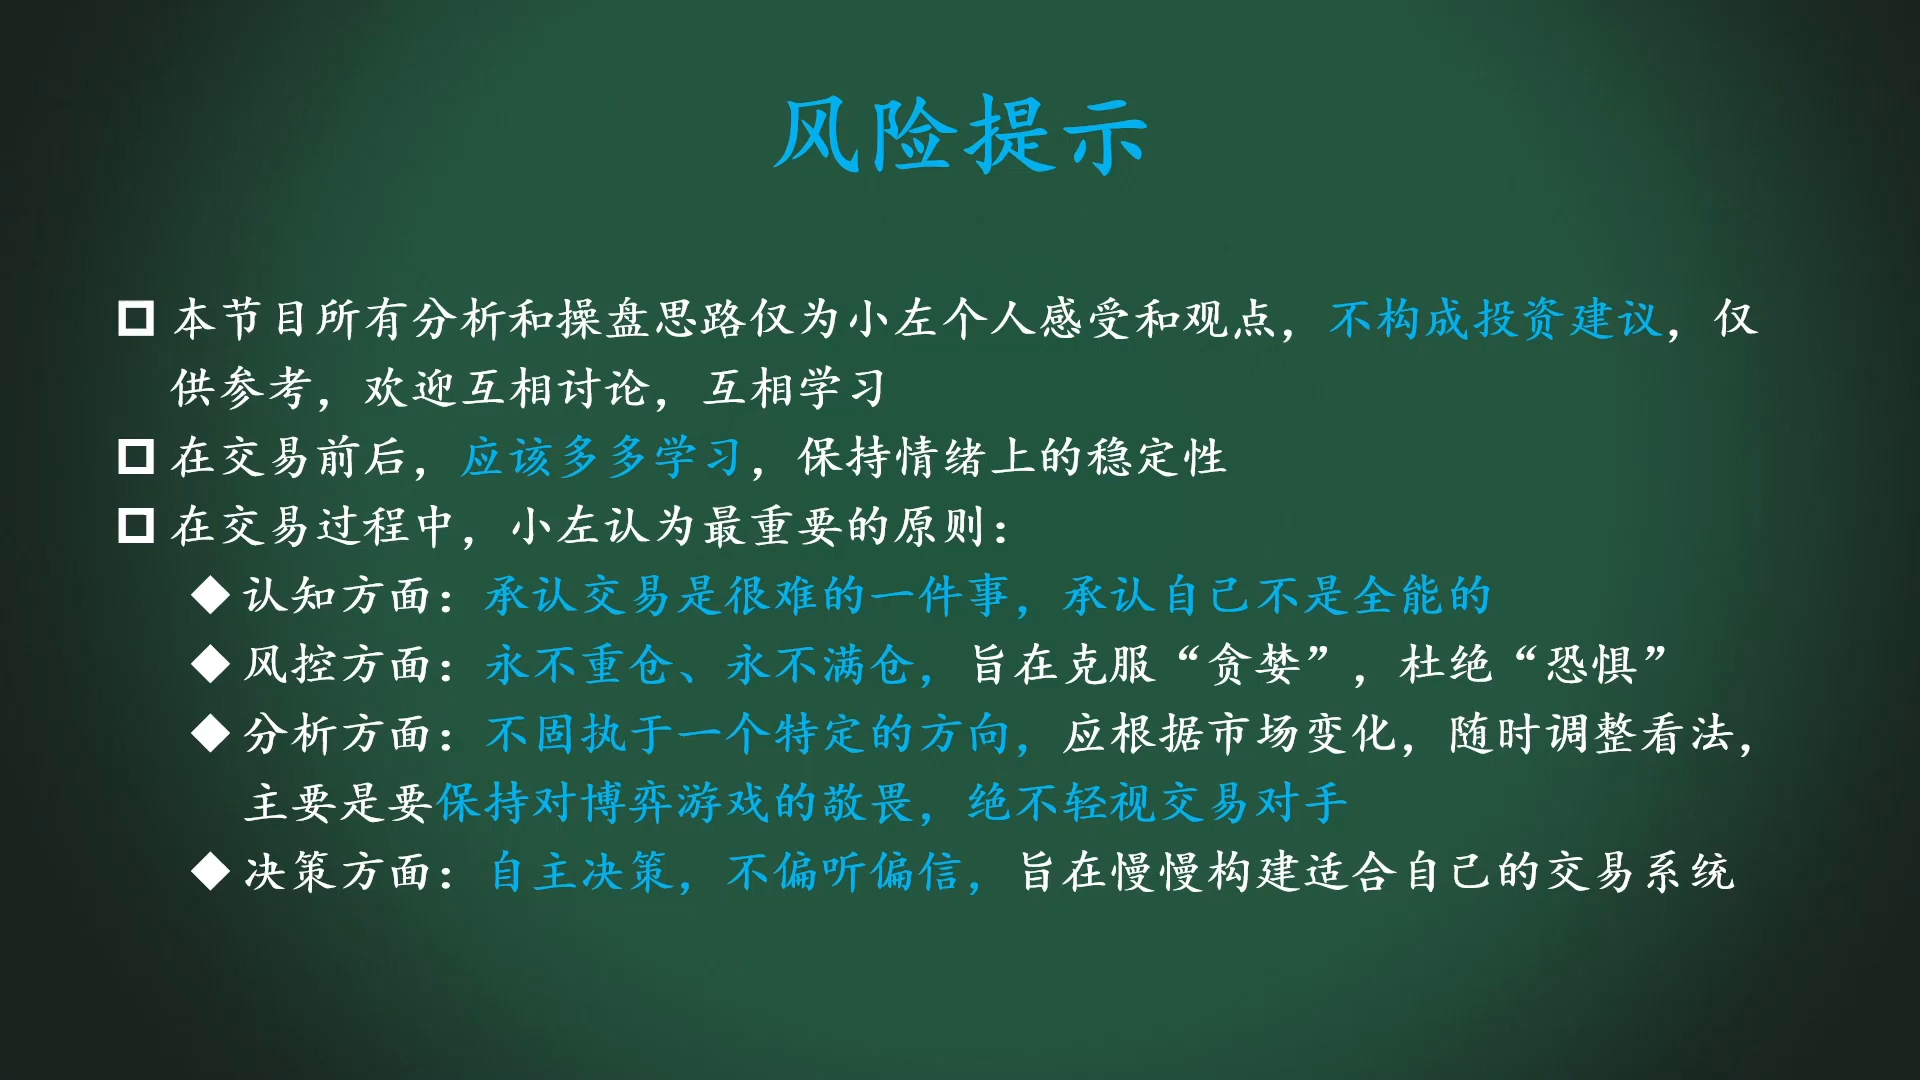 风险提示
本节目所有分析和操盘思路仅为小左个人感受和观点，不构成投资建议，仅
供参考，欢迎互相讨论，互相学习
在交易前后，应该多多学习，保持情绪上的稳定性
在交易过程中，小左认为最重要的原则：
认知方面：承认交易是很难的一件事，承认自己不是全能的
风控方面：永不重仓、永不满仓，旨在克服“贪婪”，杜绝“恐惧”
分析方面：不固执于一个特定的方向，应根据市场变化，随时调整看法，
主要是要保持对博弈游戏的敬畏，绝不轻视交易对手
决策方面：自主决策，不偏听偏信，旨在慢慢构建适合自己的交易系统